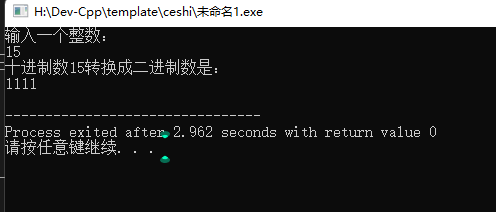 H:\Dev-Cpp\template\ceshi\未命名1.exe
输入一个整数：
15
十进制数15转换成二进制数是：
1111
--------------------------------
Process exited after 2.962 seconds with return value 0
请按任意键继续. . .